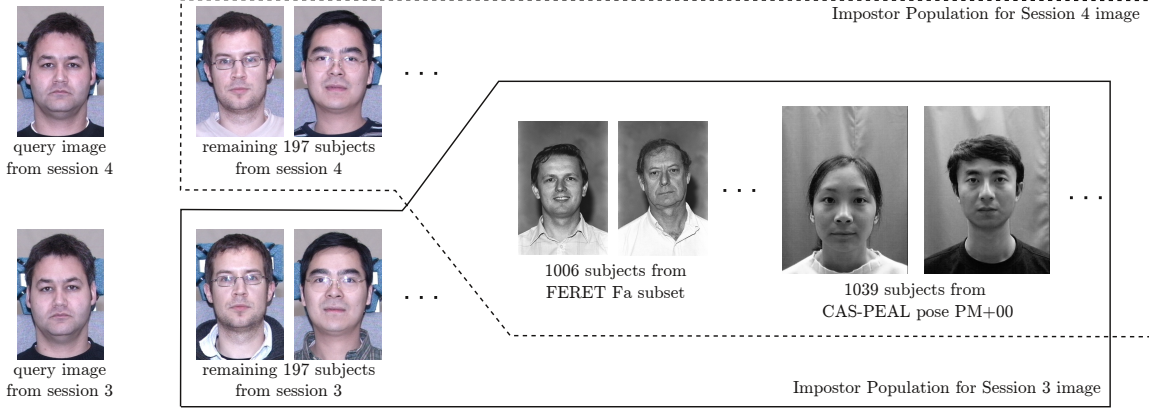 Impostor Population for Session 4 image
query image
from session 4
remaining 197 subjects
from session 4
. . .
1006 subjects from
FERET Fa subset
. . .
1039 subjects from
CAS-PEAL pose PM+00
. . .
query image
from session 3
remaining 197 subjects
from session 3
. . .
Impostor Population for Session 3 image